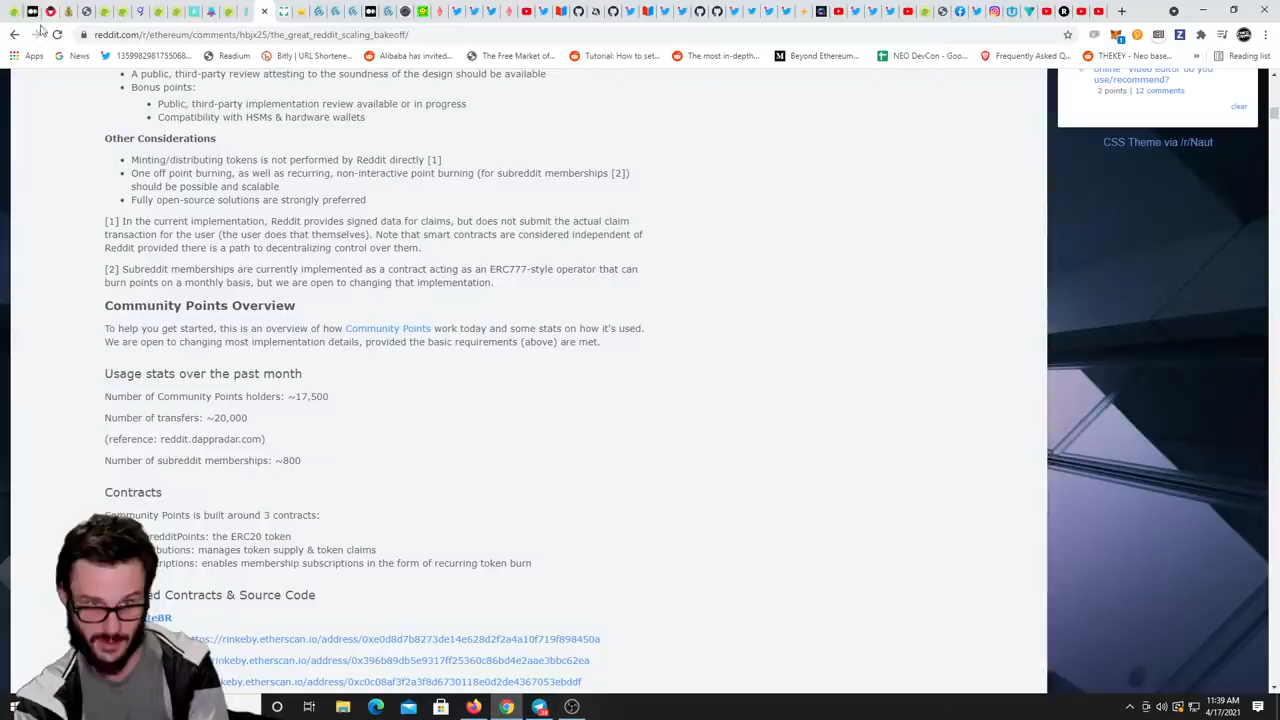 reddit.com/r/ethereum/comments/hbjx25/the_great_reddit_scaling_bakeoff/
Apps
News
1359982981755068...
Readium
Bitly | URL Shortene...
Alibaba hkEх visited...
The Free Market of...
Tutorial: How to set...
The most in-depth...
Beyond Ethereum...
NEO DevCon - Goo...
Frequently Asked Q...
THEKEY - Neo base...
»
Reading list
A public, third-party review attesting to the soundness of the design should be available
Bonus points:
Public, third-party implementation review available or in progress
Compatibility with HSMs & hardware wallets
Other Considerations
Minting/distributing tokens is not performed by Reddit directly [1]
One off point burning, as well as recurring, non-interactive point burning (for subreddit memberships [2])
should be possible and scalable
Fully open-source solutions are strongly preferred
[1] In the current implementation, Reddit provides signed data for claims, but does not submit the actual claim
transaction for the user (the user does that themselves). Note that smart contracts are considered independent of
Reddit provided there is a path to decentralizing control over them.
[2] Subreddit memberships are currently implemented as a contract acting as an ERC777-style operator that can
burn points on a monthly basis, but we are open to changing that implementation.
Community Points Overview
To help you get started, this is an overview of how Community Points work today and some stats on how it's used.
We are open to changing most implementation details, provided the basic requirements (above) are met.
Usage stats over the past month
Number of Community Points holders: ~17,500
Number of transfers: ~20,000
(reference: reddit.dappradar.com)
Number of subreddit memberships: ~800
Contracts
Community Points is built around 3 contracts:
redditPoints: the ERC20 token
butions: manages token supply & token claims
riptions: enables membership subscriptions in the form of recurring token burn
ed Contracts & Source Code
ttps://rinkeby.etherscan.io/address/0xe0d8d7b8273de14e628d2f2a4a10f719f898450a
rinkeby.etherscan.io/address/0x396b89db5e9317ff25360c86bd4e2aae3bbc62ea
keby.etherscan.io/address/0xc0c08af3f2a3f8d6730118e0d2de4367053ebddf
online" video editor do you
use/recommend?
2 points | 12 comments
clear
CSS Theme via /r/Naut
11:39 AM
4/17/2021